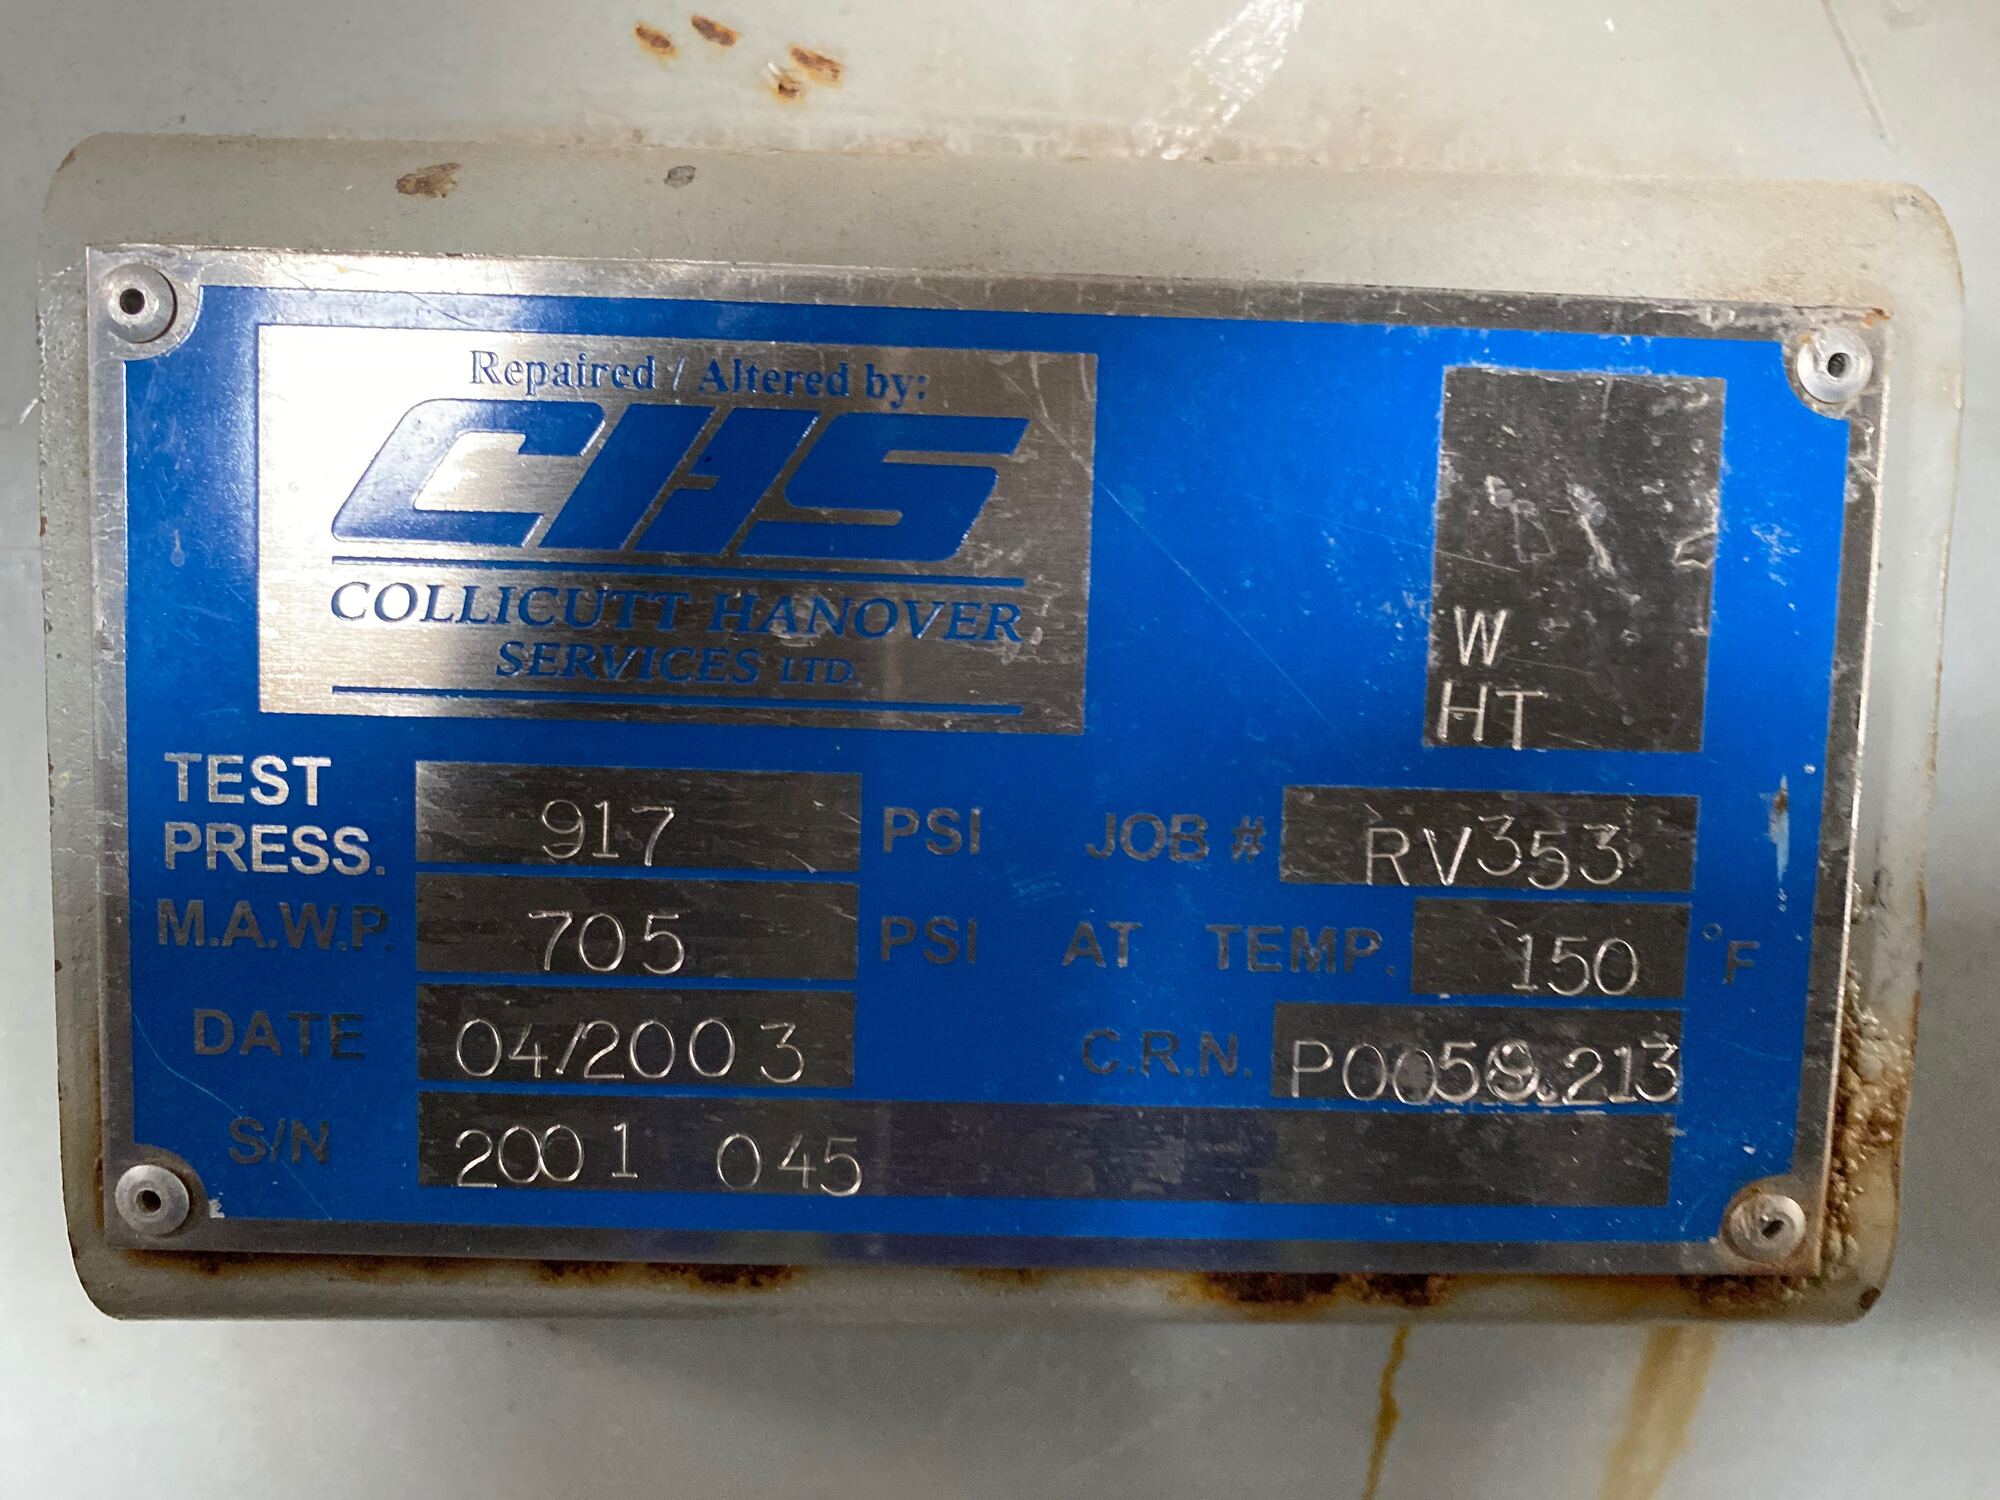 Repaired / Altered by:
CHS
COLLICUTT HANOVER
SERVICES LTD.
W
HT
TEST PRESS. 917 PSI JOB # RV353
M.A.W.P. 705 PSI AT TEMP. 150 °F
DATE 04/2003 C.R.N.
S/N 2001 045